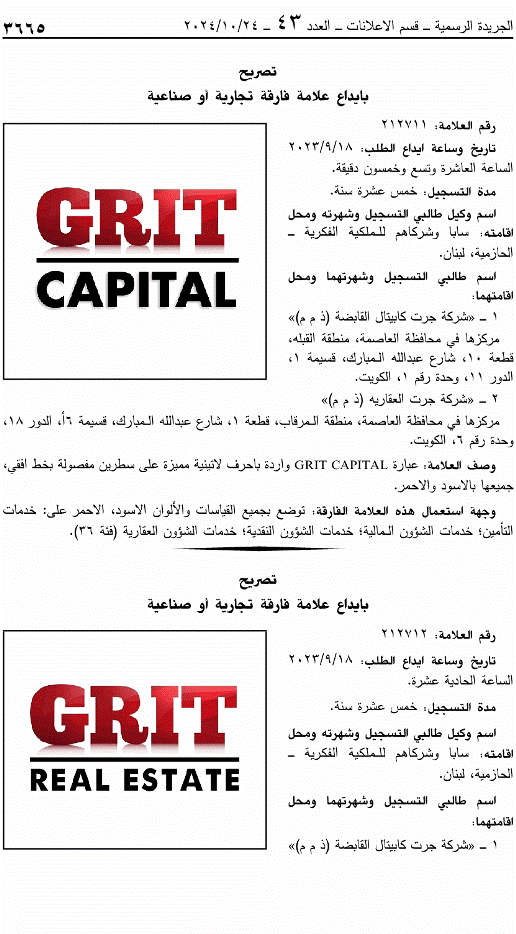 الجريدة الرسمية ــ قسم الاعلانات ــ العدد ٤٣ ــ ٢٠٢٤/١٠/٢٤
٣٦٦٥
تصريح
بايداع علامة فارقة تجارية أو صناعية
رقم العلامة: ٢١٢٧١١
تاريخ وساعة ايداع الطلب: ٢٠٢٣/٩/١٨
الساعة العاشرة وتسع وخمسون دقيقة.
مدة التسجيل: خمس عشرة سنة.
اسم وكيل طالبي التسجيل وشهرته ومحل
اقامته: سابا وشركاهم للملكية الفكرية ــ
الحازمية، لبنان.
اسم طالبي التسجيل وشهرتهما ومحل
اقامتهما:
١ ــ «شركة جرت كابيتال القابضة (ذ م م)»
مركزها في محافظة العاصمة، منطقة القبله،
قطعة ١٠، شارع عبدالله المبارك، قسيمة ١،
الدور ١١، وحدة رقم ١، الكويت.
GRIT
CAPITAL
٢ ــ «شركة جرت العقاريه (ذ م م)»
مركزها في محافظة العاصمة، منطقة المرقاب، قطعة ١، شارع عبدالله المبارك، قسيمة ٦أ، الدور ١٨،
وحدة رقم ٦، الكويت.
وصف العلامة: عبارة GRIT CAPITAL واردة باحرف لاتينية مميزة على سطرين مفصولة بخط افقي،
جميعها بالاسود والاحمر.
وجهة استعمال هذه العلامة الفارقة: توضع بجميع القياسات والألوان الاسود، الاحمر على: خدمات
التأمين؛ خدمات الشؤون المالية؛ خدمات الشؤون النقدية؛ خدمات الشؤون العقارية (فئة ٣٦).
تصريح
بايداع علامة فارقة تجارية أو صناعية
رقم العلامة: ٢١٢٧١٢
تاريخ وساعة ايداع الطلب: ٢٠٢٣/٩/١٨
الساعة الحادية عشرة.
مدة التسجيل: خمس عشرة سنة.
اسم وكيل طالبي التسجيل وشهرته ومحل
اقامته: سابا وشركاهم للملكية الفكرية ــ
الحازمية، لبنان.
اسم طالبي التسجيل وشهرتهما ومحل
اقامتهما:
١ ــ «شركة جرت كابيتال القابضة (ذ م م)»
GRIT
REAL ESTATE